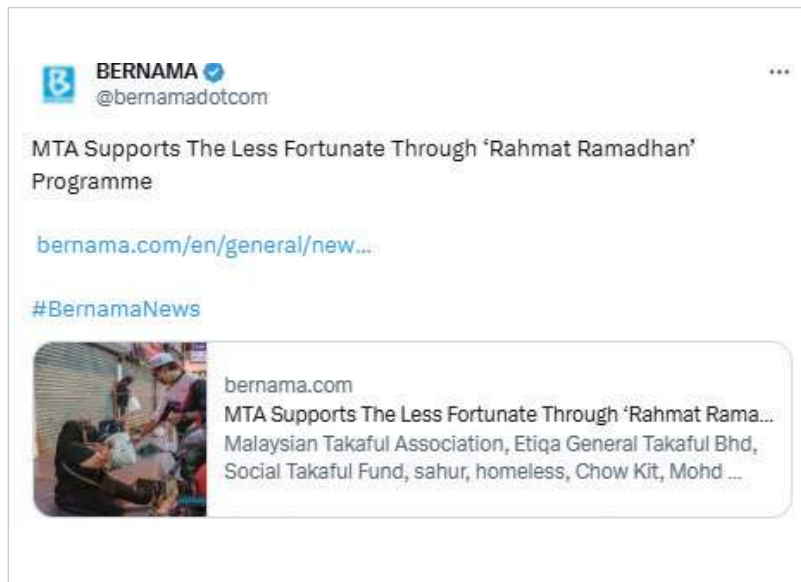 BERNAMA
@bernamadotcom
MTA Supports The Less Fortunate Through ‘Rahmat Ramadhan’
Programme
bernama.com/en/general/new...
#BernamaNews
bernama.com
MTA Supports The Less Fortunate Through ‘Rahmat Rama...
Malaysian Takaful Association, Etiqa General Takaful Bhd,
Social Takaful Fund, sahur, homeless, Chow Kit, Mohd ...